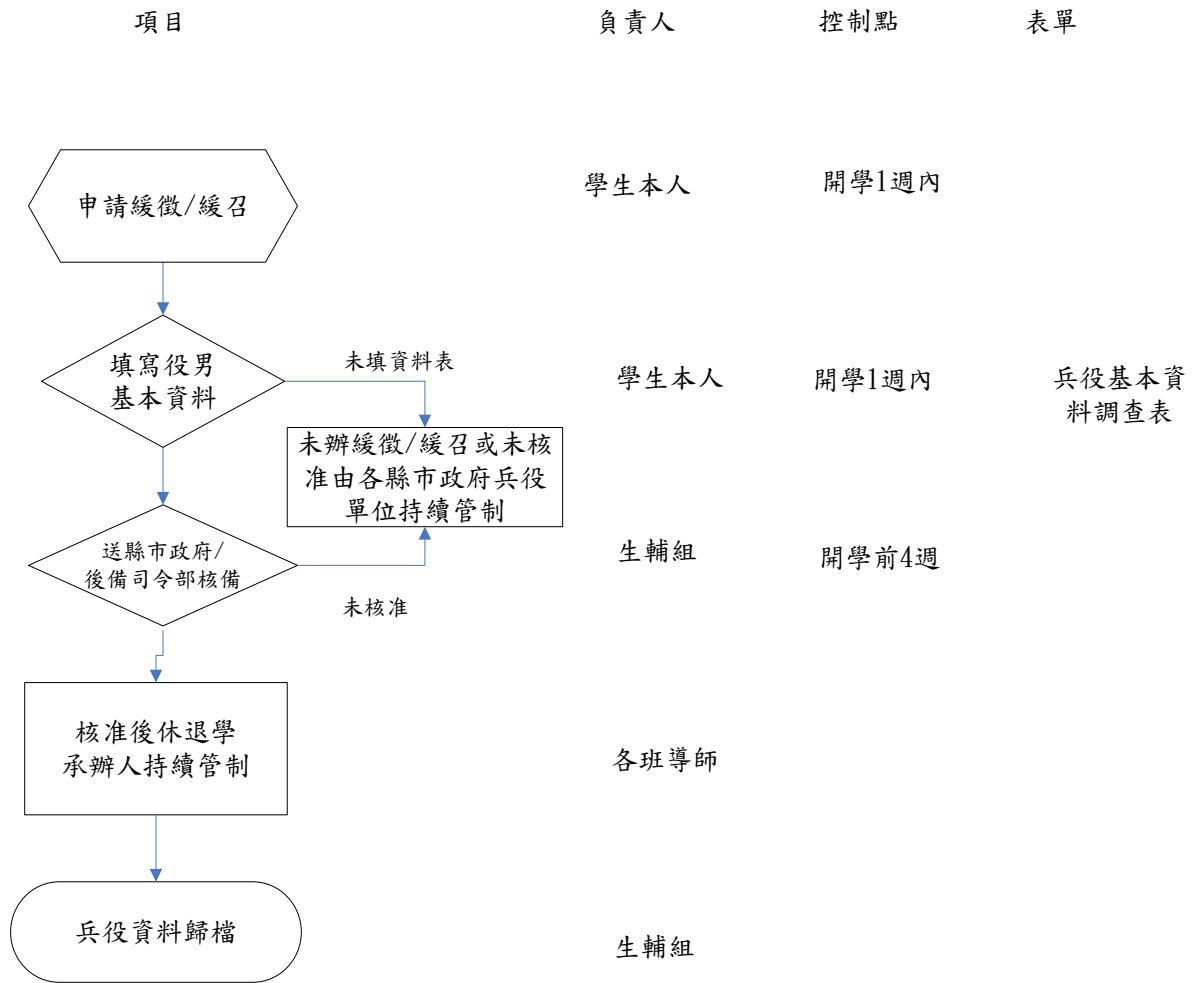 項目
負責人
控制點
表單
申請緩徵/緩召
學生本人
開學1週內
填寫役男
基本資料
未填資料表
學生本人
開學1週內
兵役基本資
料調查表
未辦緩徵/緩召或未核
准由各縣市政府兵役
單位持續管制
送縣市政府/
後備司令部核備
未核准
生輔組
開學前4週
核准後休退學
承辦人持續管制
各班導師
兵役資料歸檔
生輔組